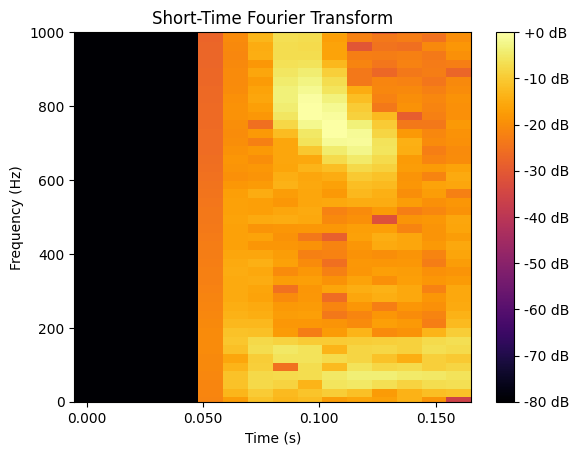 Short-Time Fourier Transform
1000
800
600
400
200
0
Frequency (Hz)
0.000
0.050
0.100
0.150
Time (s)
+0 dB
-10 dB
-20 dB
-30 dB
-40 dB
-50 dB
-60 dB
-70 dB
-80 dB